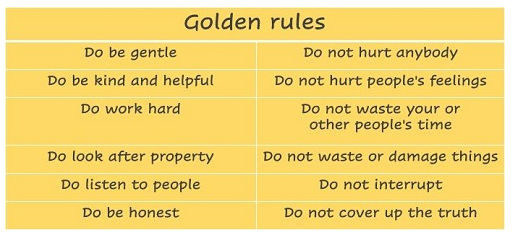 Golden rules
Do be gentle
Do not hurt anybody
Do be kind and helpful
Do not hurt people's feelings
Do work hard
Do not waste your or
other people's time
Do look after property
Do not waste or damage things
Do listen to people
Do not interrupt
Do be honest
Do not cover up the truth